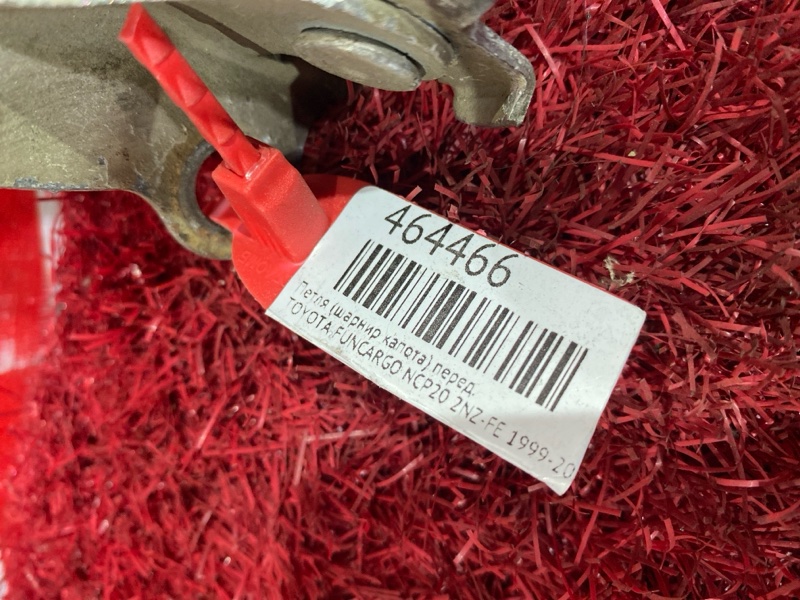 464466
Петля (шарнир капота) перед.
TOYOTA FUNCARGO NCP20 2NZ-FE 1999-20